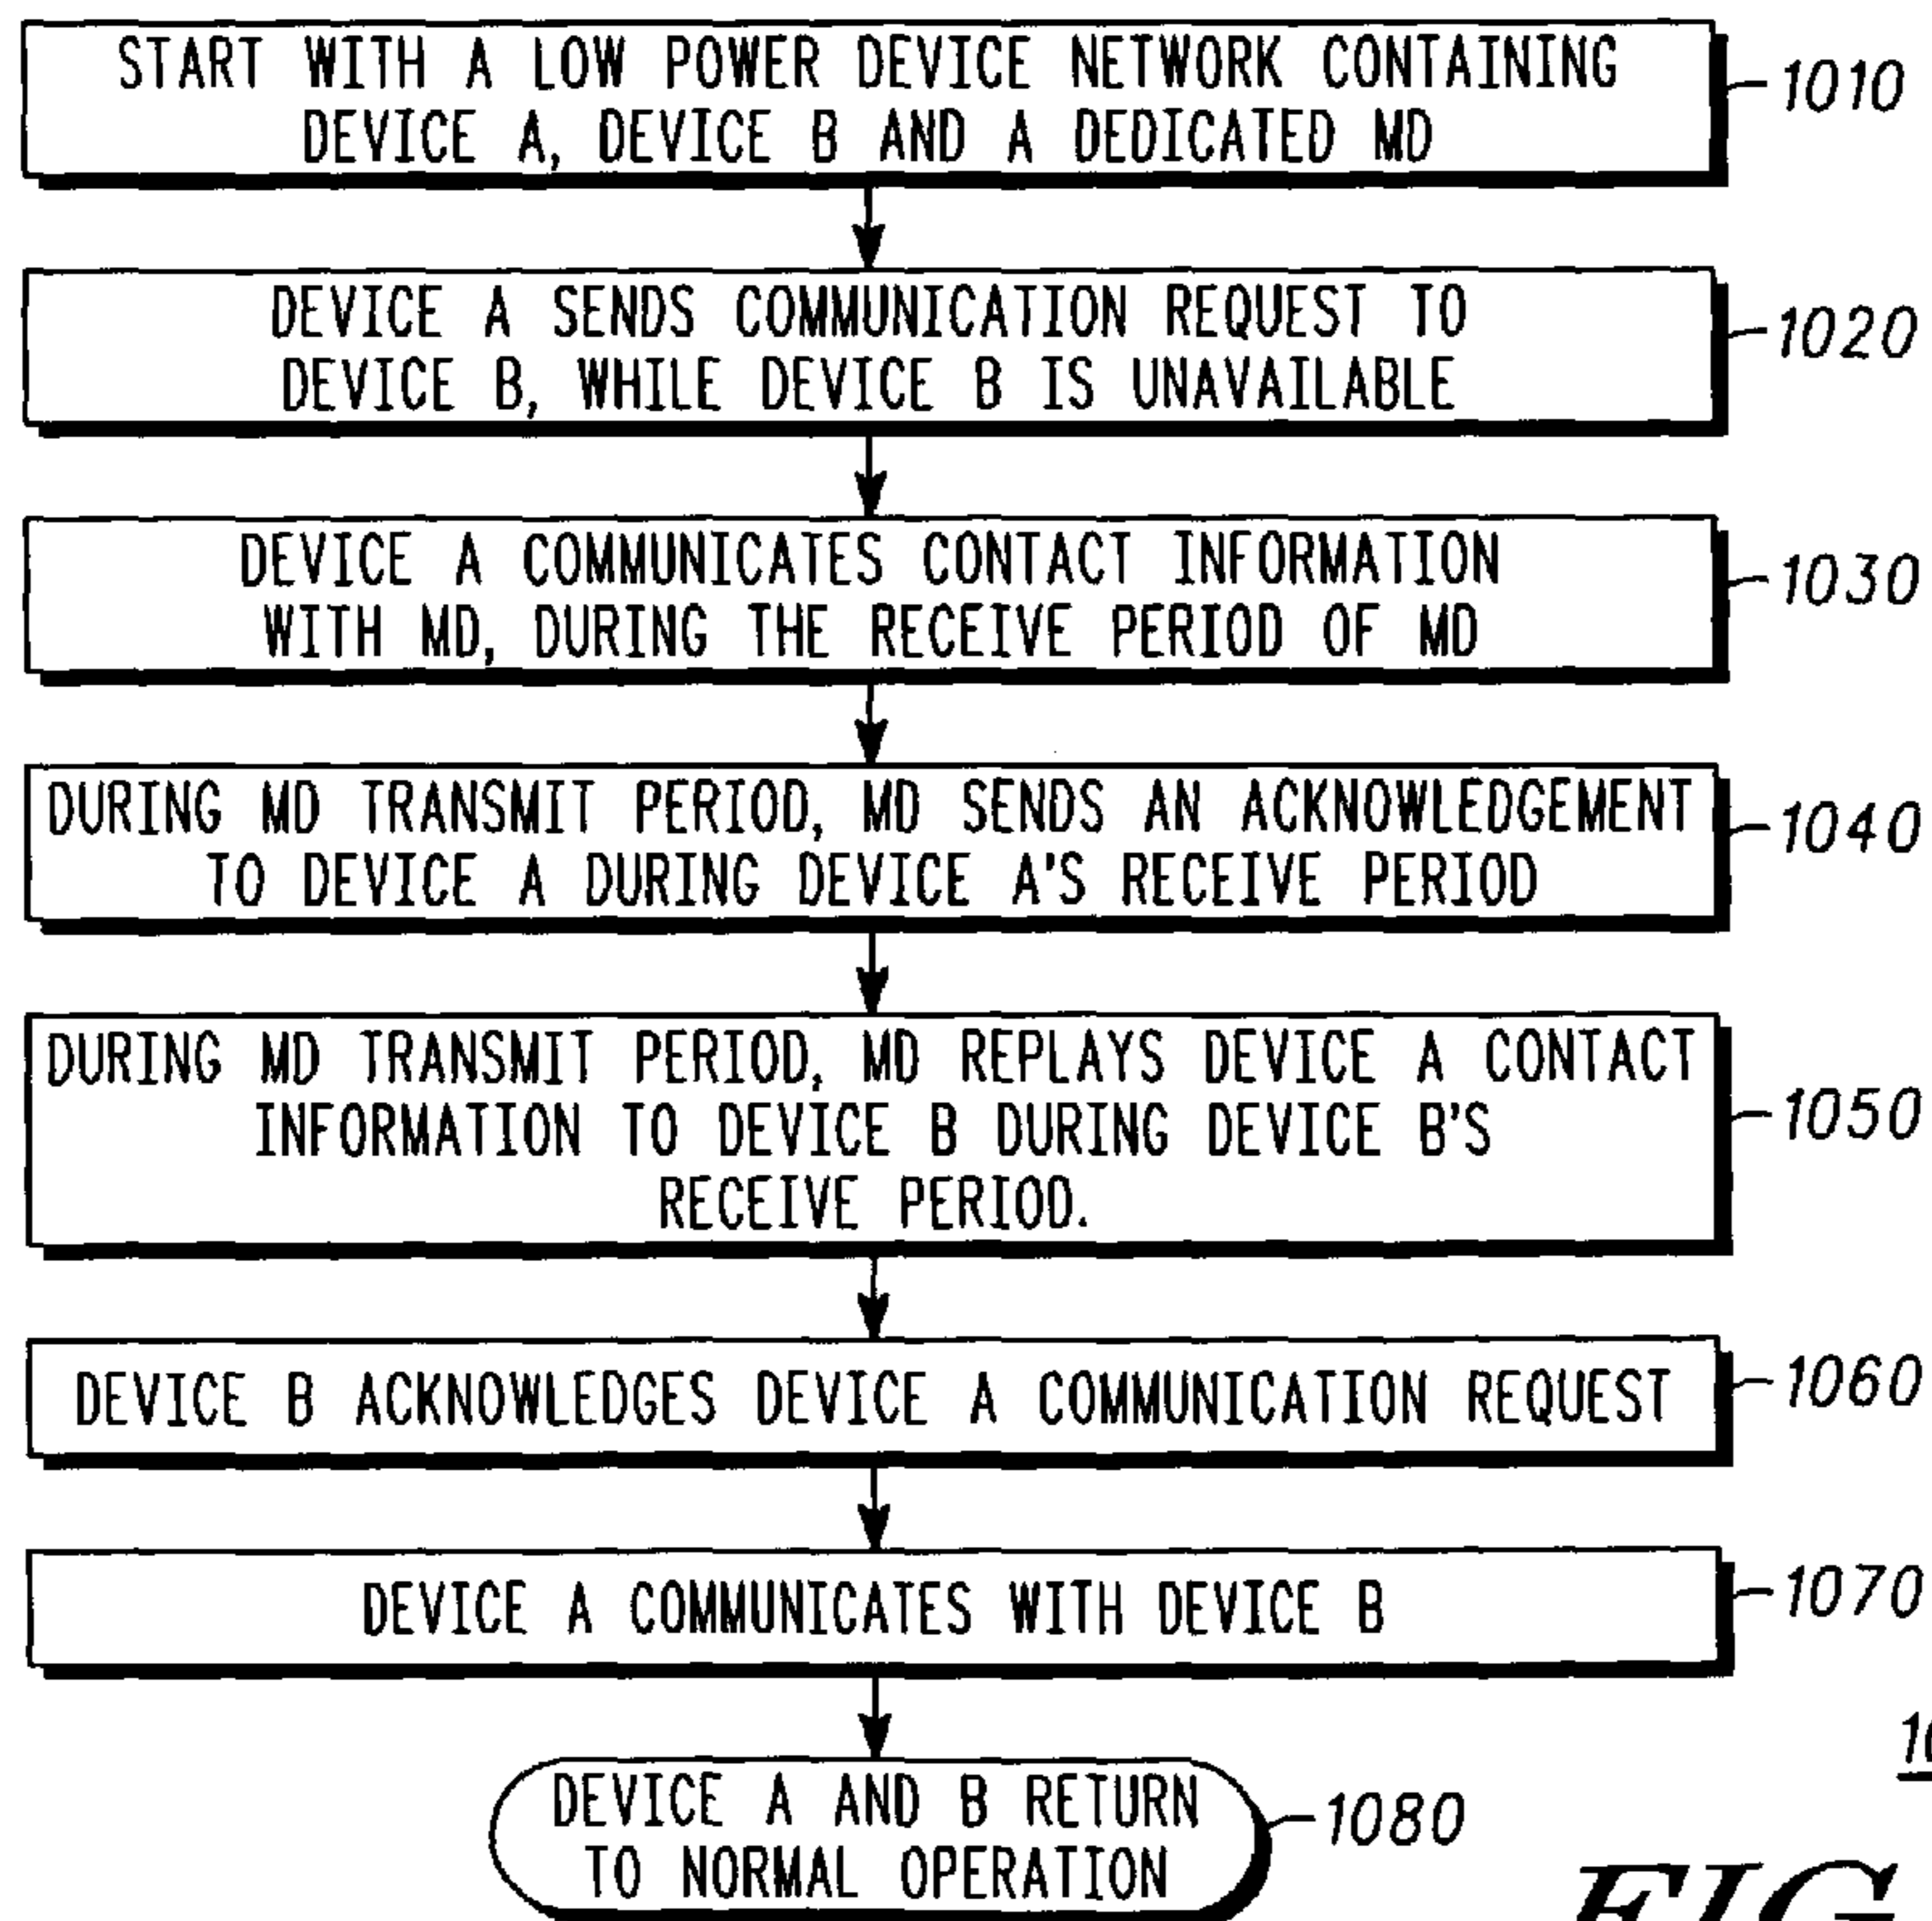 START WITH A LOW POWER DEVICE NETWORK CONTAINING
DEVICE A, DEVICE B AND A DEDICATED MD
1010
DEVICE A SENDS COMMUNICATION REQUEST TO
DEVICE B, WHILE DEVICE B IS UNAVAILABLE
1020
DEVICE A COMMUNICATES CONTACT INFORMATION
WITH MD, DURING THE RECEIVE PERIOD OF MD
1030
DURING MD TRANSMIT PERIOD, MD SENDS AN ACKNOWLEDGEMENT
TO DEVICE A DURING DEVICE A'S RECEIVE PERIOD
1040
DURING MD TRANSMIT PERIOD, MD REPLAYS DEVICE A CONTACT
INFORMATION TO DEVICE B DURING DEVICE B'S
RECEIVE PERIOD.
1050
DEVICE B ACKNOWLEDGES DEVICE A COMMUNICATION REQUEST
1060
DEVICE A COMMUNICATES WITH DEVICE B
1070
DEVICE A AND B RETURN
TO NORMAL OPERATION
1080
FIG